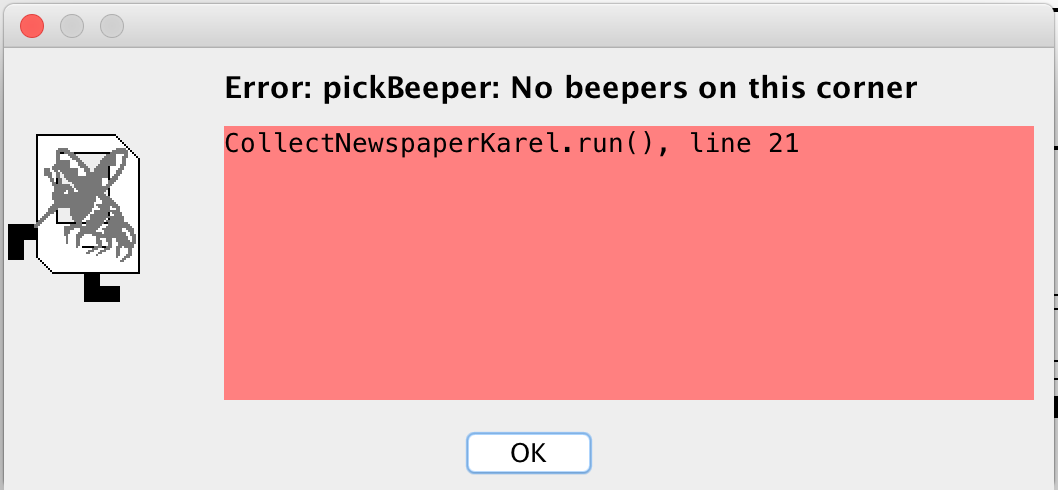 Error: pickBeeper: No beepers on this corner
CollectNewspaperKarel.run(), line 21
OK